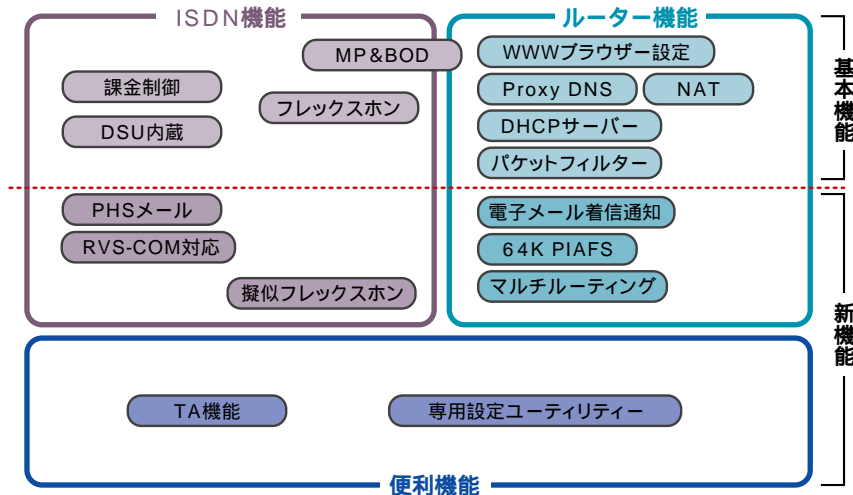 ISDN機能
MP&BOD
課金制御
フレックスホン
DSU内蔵
PHSメール
RVS-COM対応
擬似フレックスホン
ルーター機能
WWWブラウザー設定
Proxy DNS
NAT
DHCPサーバー
パケットフィルター
電子メール着信通知
64K PIAFS
マルチルーティング
基本機能
新機能
TA機能
専用設定ユーティリティー
便利機能